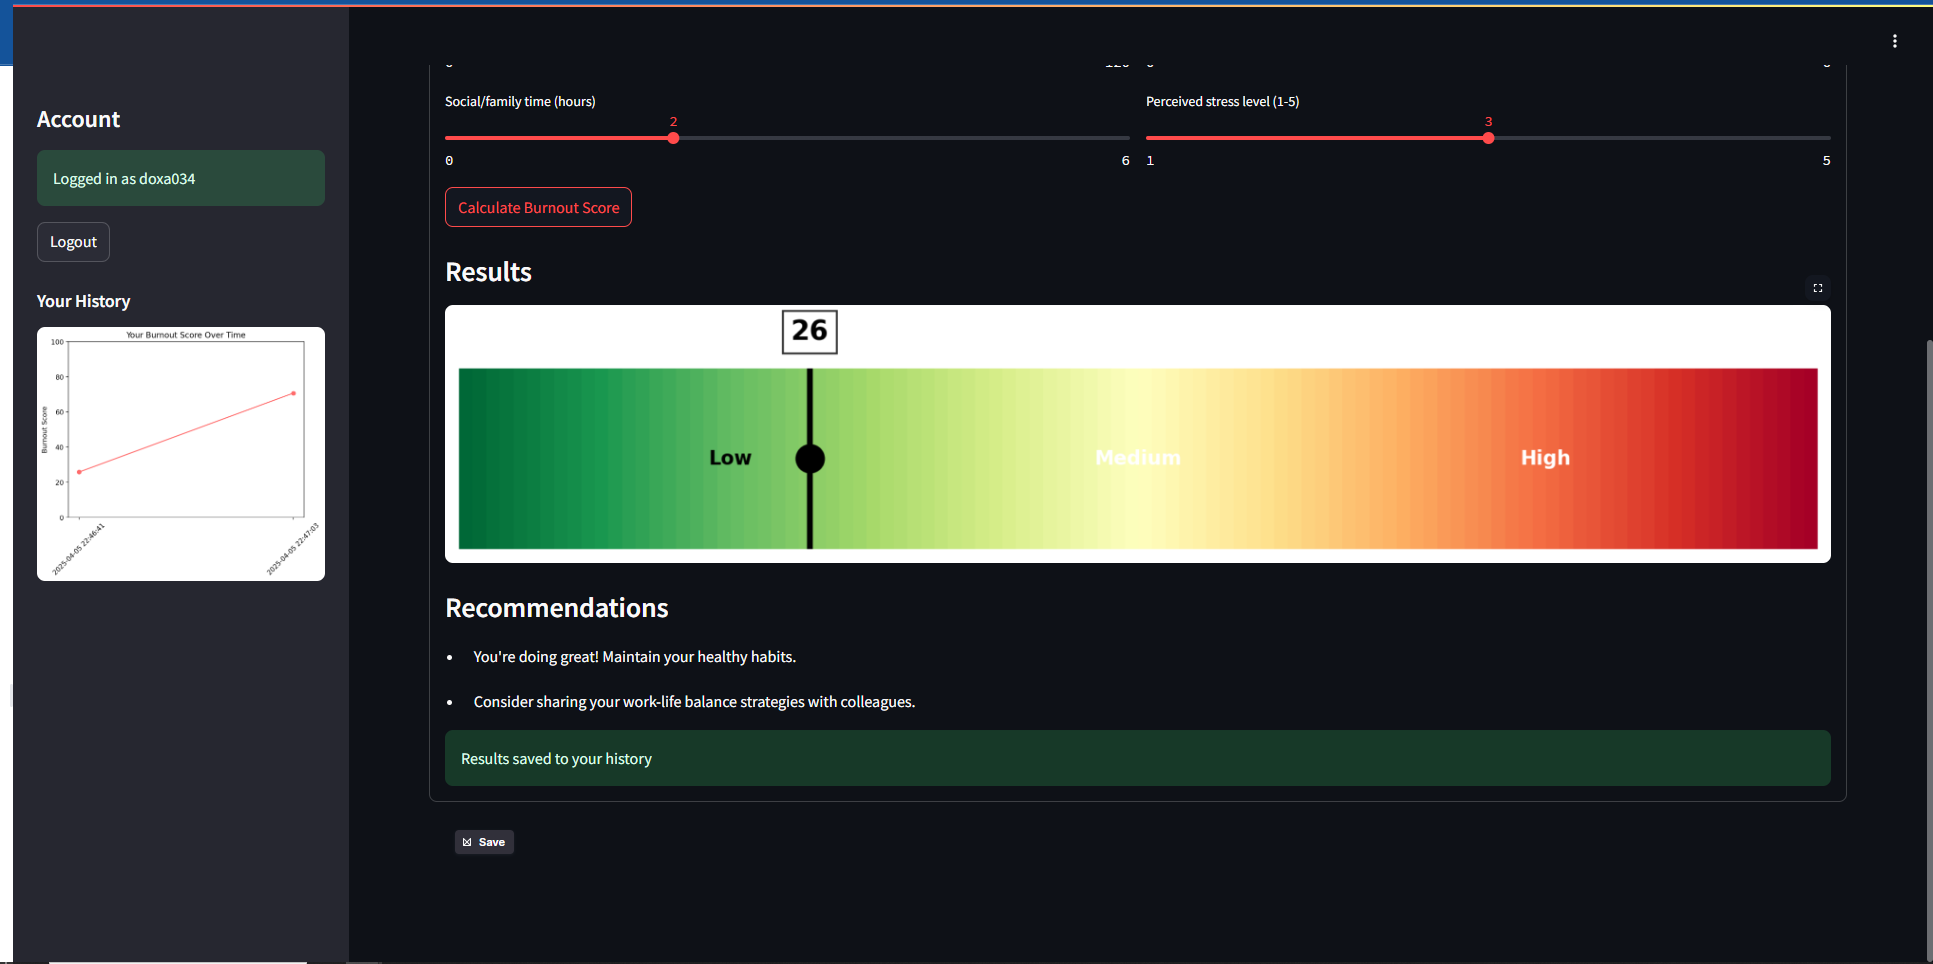 Account
Logged in as doxa034
Logout
Your History
Your Burnout Score Over Time
100
80
60
40
20
0
Burnout Score
2025-04-05 22:46:41
2025-04-05 22:47:03
Social/family time (hours)
2
0
6
Perceived stress level (1-5)
3
1
5
Calculate Burnout Score
Results
26
Low
Medium
High
Recommendations
You're doing great! Maintain your healthy habits.
Consider sharing your work-life balance strategies with colleagues.
Results saved to your history
Save